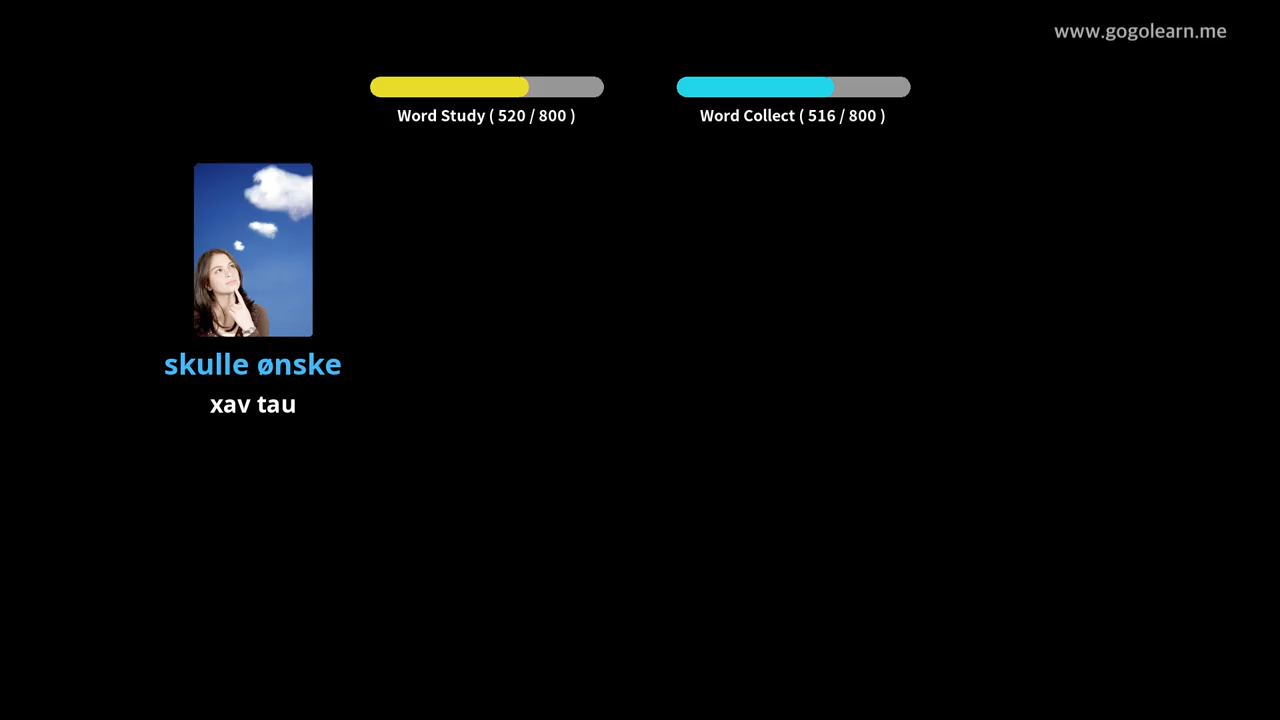 www.gogolearn.me
Word Study ( 520 / 800 )
Word Collect ( 516 / 800 )
skulle ønske
xav tau